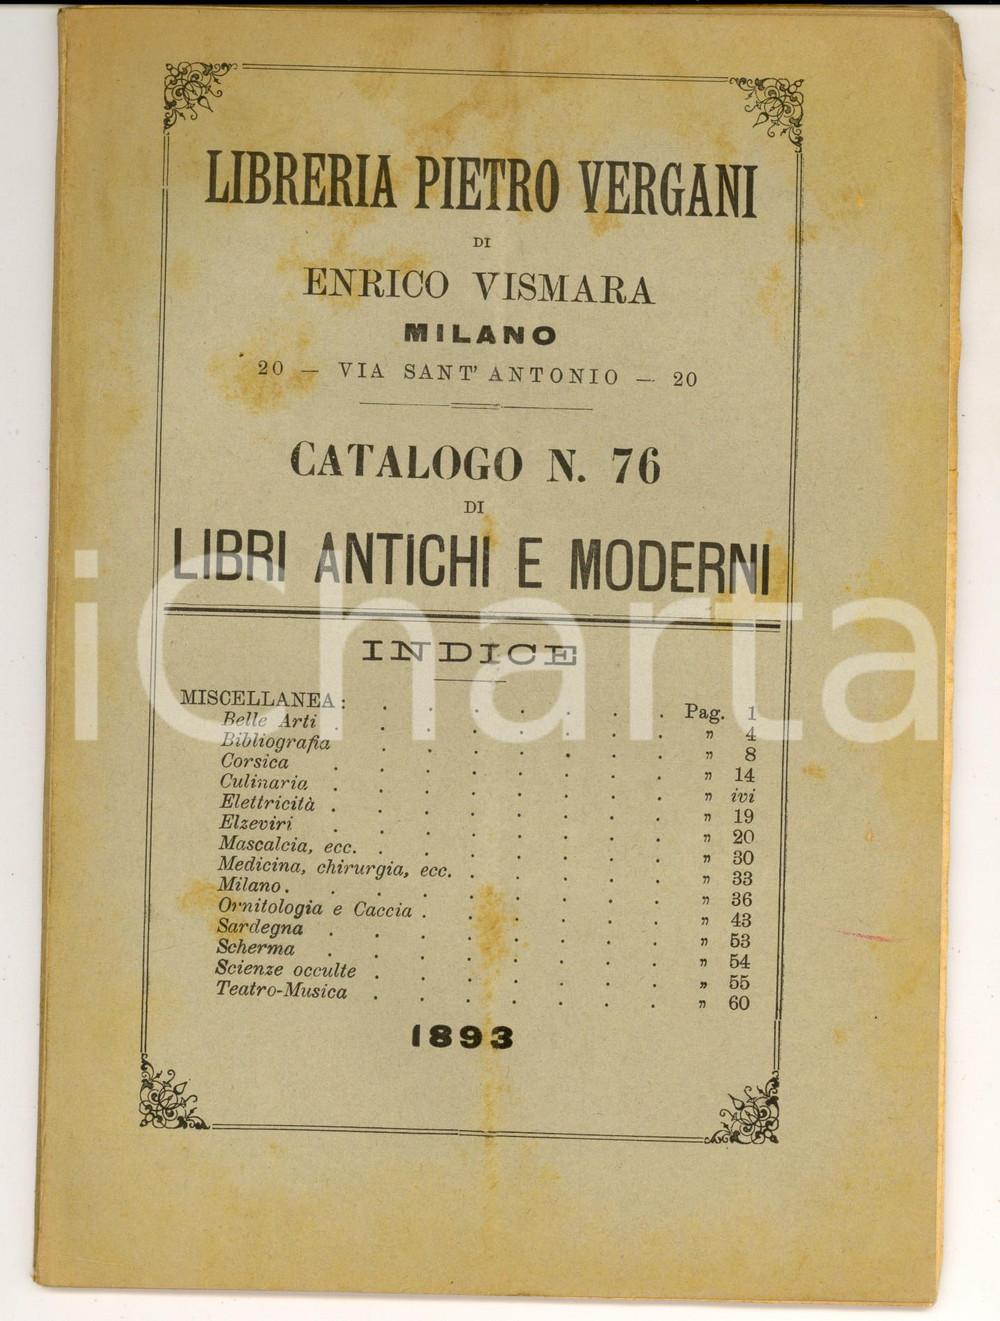 LIBRERIA PIETRO VERGANI
DI
ENRICO VISMARA
MILANO
20 — VIA SANT' ANTONIO — 20
CATALOGO N. 76
DI
LIBRI ANTICHI E MODERNI
INDICE
MISCELLANEA: . . . . . . . Pag. 1
Belle Arti . . . . . . . . „ 4
Bibliografia . . . . . . . „ 8
Corsica . . . . . . . . „ 14
Culinaria . . . . . . . . „ ivi
Elettricità . . . . . . . . „ 19
Elzeviri . . . . . . . . „ 20
Mascalcia, ecc. . . . . . . . „ 30
Medicina, chirurgia, ecc. . . . . . „ 33
Milano . . . . . . . . . „ 36
Ornitologia e Caccia . . . . . . „ 43
Sardegna . . . . . . . . „ 53
Scherma . . . . . . . . „ 54
Scienze occulte . . . . . . . „ 55
Teatro-Musica . . . . . . . „ 60
1893
iCharta